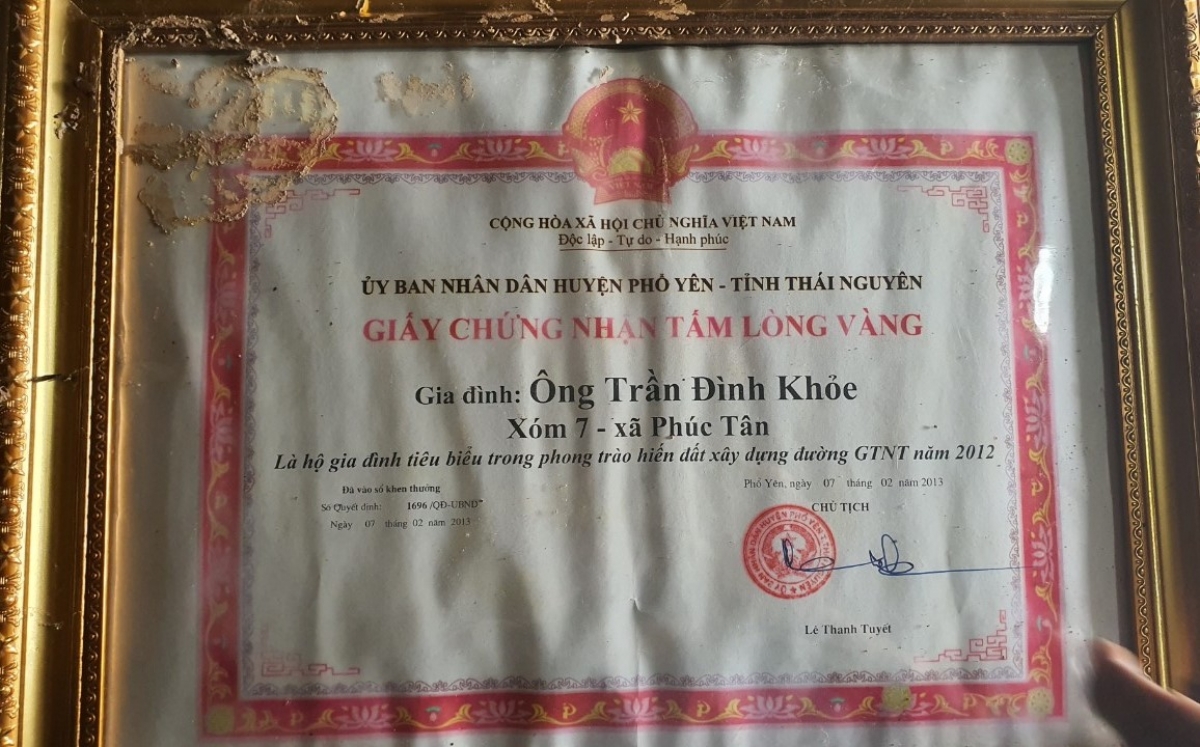 CỘNG HÒA XÃ HỘI CHỦ NGHĨA VIỆT NAM
Độc lập - Tự do - Hạnh phúc
ỦY BAN NHÂN DÂN HUYỆN PHỔ YÊN - TỈNH THÁI NGUYÊN
GIẤY CHỨNG NHẬN TẤM LÒNG VÀNG
Gia đình: Ông Trần Đình Khỏe
Xóm 7 - xã Phúc Tân
Là hộ gia đình tiêu biểu trong phong trào hiến đất xây dựng đường GTNT năm 2012
Đã vào sổ khen thưởng
Số Quyết định: 1696 /QĐ-UBND
Ngày 07 tháng 02 năm 2013
Phổ Yên, ngày 07 tháng 02 năm 2013
CHỦ TỊCH
Lê Thanh Tuyết